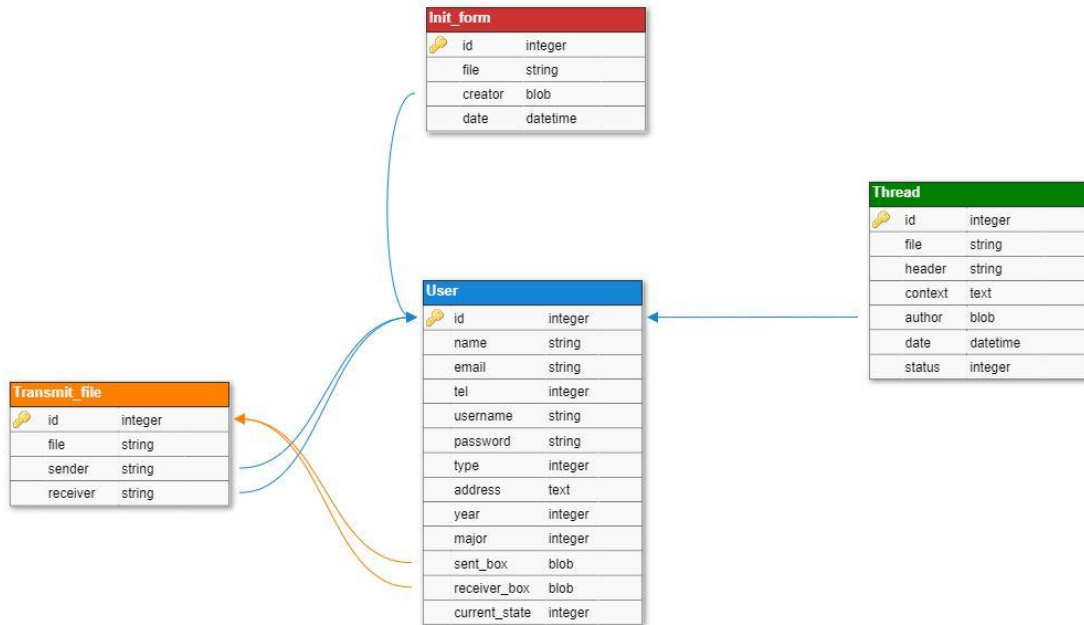 Init_form
id integer
file string
creator blob
date datetime
Thread
id integer
file string
header string
context text
author blob
date datetime
status integer
User
id integer
name string
email string
tel integer
username string
password string
type integer
address text
year integer
major integer
sent_box blob
receiver_box blob
current_state integer
Transmit_file
id integer
file string
sender string
receiver string